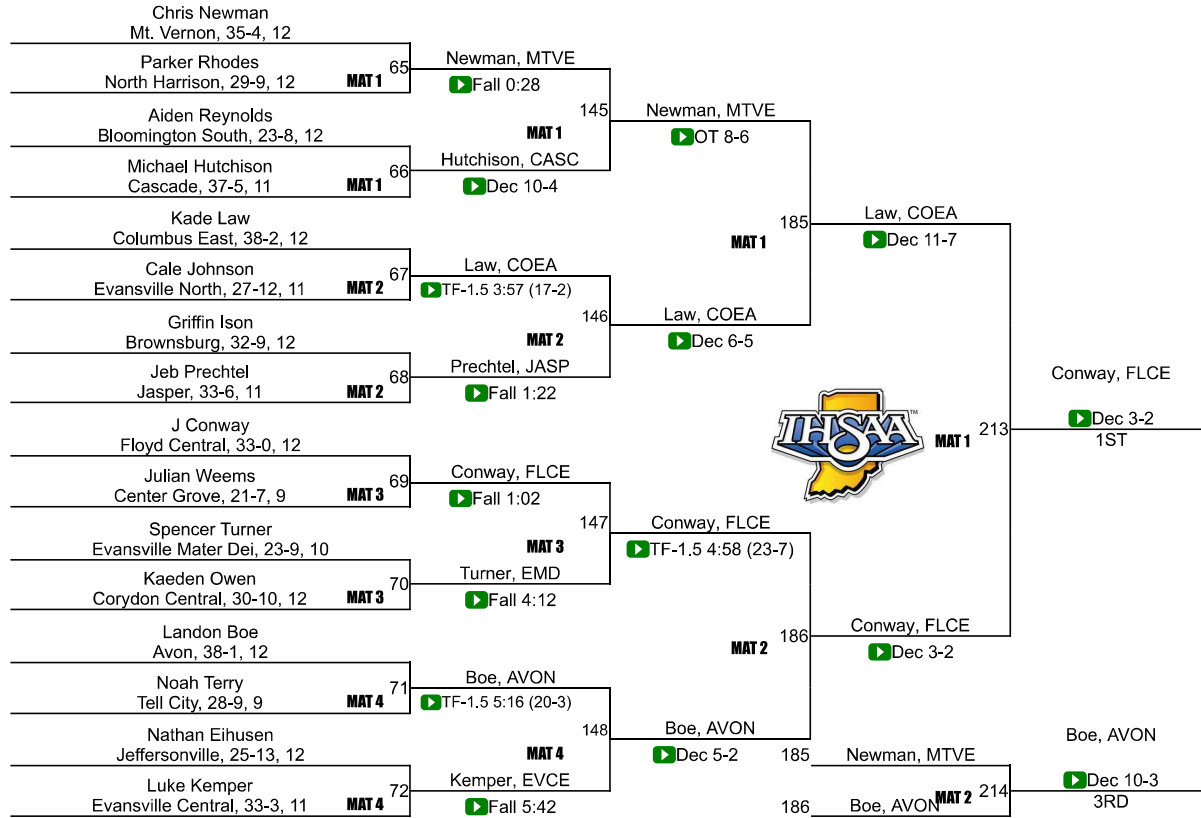 Chris Newman
Mt. Vernon, 35-4, 12
Parker Rhodes
North Harrison, 29-9, 12
MAT 1
65
Newman, MTVE
Fall 0:28
Aiden Reynolds
Bloomington South, 23-8, 12
Michael Hutchison
Cascade, 37-5, 11
MAT 1
66
Hutchison, CASC
Dec 10-4
145
MAT 1
Newman, MTVE
OT 8-6
Kade Law
Columbus East, 38-2, 12
Cale Johnson
Evansville North, 27-12, 11
MAT 2
67
Law, COEA
TF-1.5 3:57 (17-2)
Griffin Ison
Brownsburg, 32-9, 12
Jeb Prechtel
Jasper, 33-6, 11
MAT 2
68
Prechtel, JASP
Fall 1:22
146
MAT 2
Law, COEA
Dec 6-5
185
MAT 1
Law, COEA
Dec 11-7
J Conway
Floyd Central, 33-0, 12
Julian Weems
Center Grove, 21-7, 9
MAT 3
69
Conway, FLCE
Fall 1:02
Spencer Turner
Evansville Mater Dei, 23-9, 10
Kaeden Owen
Corydon Central, 30-10, 12
MAT 3
70
Turner, EMD
Fall 4:12
147
MAT 3
Conway, FLCE
TF-1.5 4:58 (23-7)
Landon Boe
Avon, 38-1, 12
Noah Terry
Tell City, 28-9, 9
MAT 4
71
Boe, AVON
TF-1.5 5:16 (20-3)
Nathan Eihusen
Jeffersonville, 25-13, 12
Luke Kemper
Evansville Central, 33-3, 11
MAT 4
72
Kemper, EVCE
Fall 5:42
148
MAT 4
Boe, AVON
Dec 5-2
186
MAT 2
Conway, FLCE
Dec 3-2
IHSAA™
MAT 1
213
Conway, FLCE
Dec 3-2
1ST
185
Newman, MTVE
186
Boe, AVON
MAT 2
214
Boe, AVON
Dec 10-3
3RD